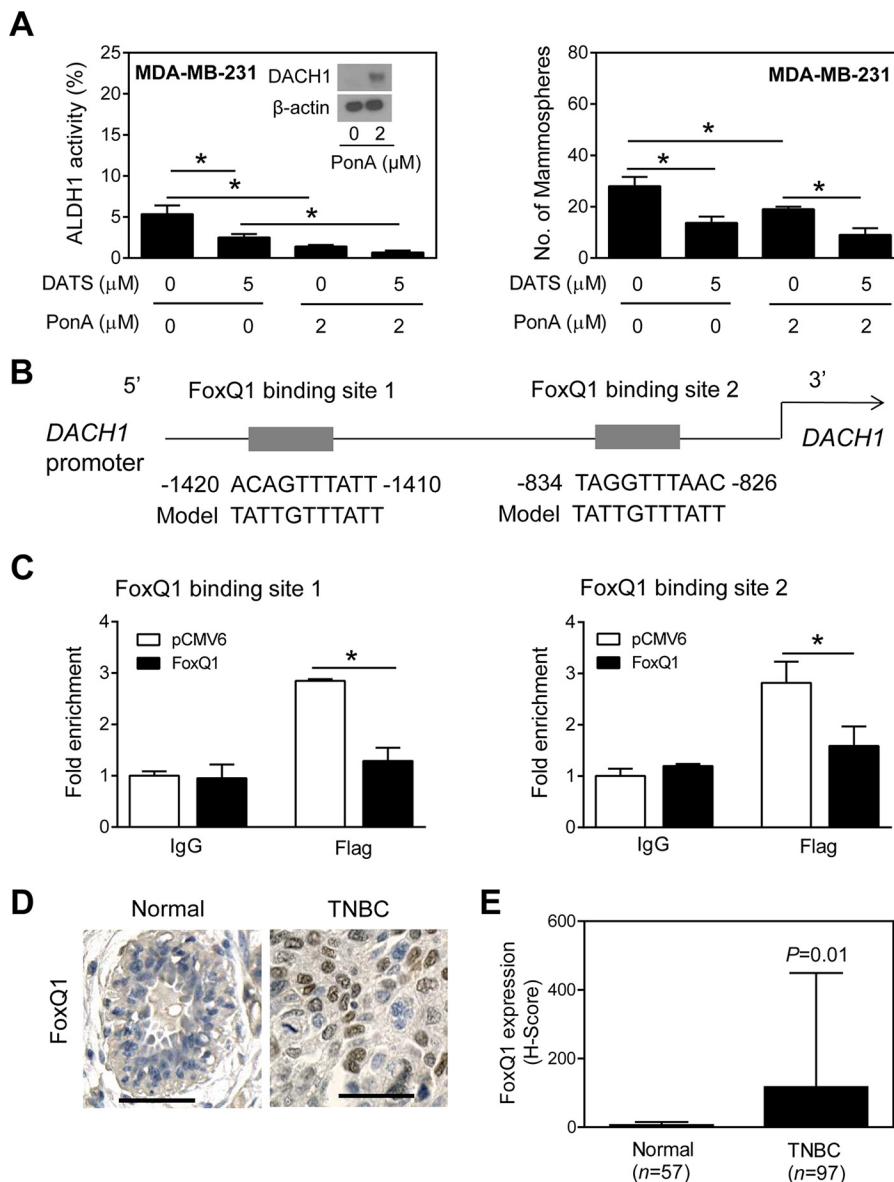 A
25
20
15
10
5
0
ALDH1 activity (%)
MDA-MB-231
DACH1
β-actin
0 2
PonA (μM)
*
*
*
DATS (μM) 0 5 0 5
PonA (μM) 0 0 2 2
80
60
40
20
0
No. of Mammospheres
MDA-MB-231
*
*
*
DATS (μM) 0 5 0 5
PonA (μM) 0 0 2 2
B
5’ FoxQ1 binding site 1 FoxQ1 binding site 2 3’
DACH1
promoter
DACH1
-1420 ACAGTTTATT -1410 -834 TAGGTTTAAC -826
Model TATTGTTTATT Model TATTGTTTATT
C
FoxQ1 binding site 1
4
3
2
1
0
Fold enrichment
pCMV6
FoxQ1
*
IgG Flag
FoxQ1 binding site 2
4
3
2
1
0
Fold enrichment
pCMV6
FoxQ1
*
IgG Flag
D
Normal TNBC
FoxQ1
E
600
400
200
0
FoxQ1 expression
(H-Score)
P=0.01
Normal TNBC
(n=57) (n=97)